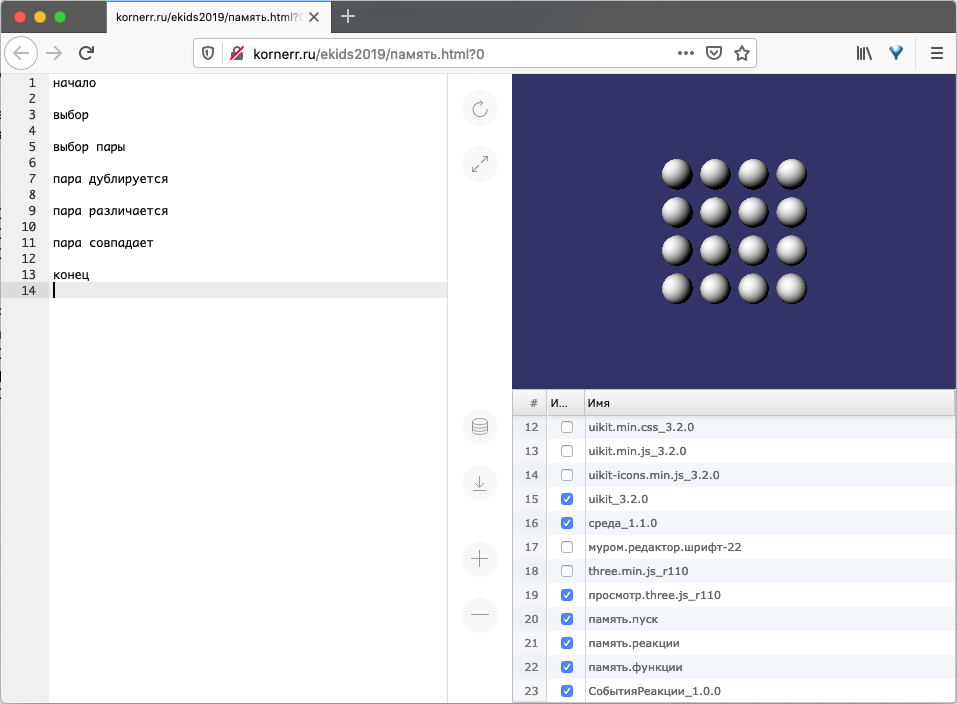 kornerr.ru/ekids2019/память.html?0
kornerr.ru/ekids2019/память.html?0
1 начало
2
3 выбор
4
5 выбор пары
6
7 пара дублируется
8
9 пара различается
10
11 пара совпадает
12
13 конец
14
# И... Имя
12 uikit.min.css_3.2.0
13 uikit.min.js_3.2.0
14 uikit-icons.min.js_3.2.0
15 uikit_3.2.0
16 среда_1.1.0
17 муром.редактор.шрифт-22
18 three.min.js_r110
19 просмотр.three.js_r110
20 память.пуск
21 память.реакции
22 память.функции
23 СобытияРеакции_1.0.0